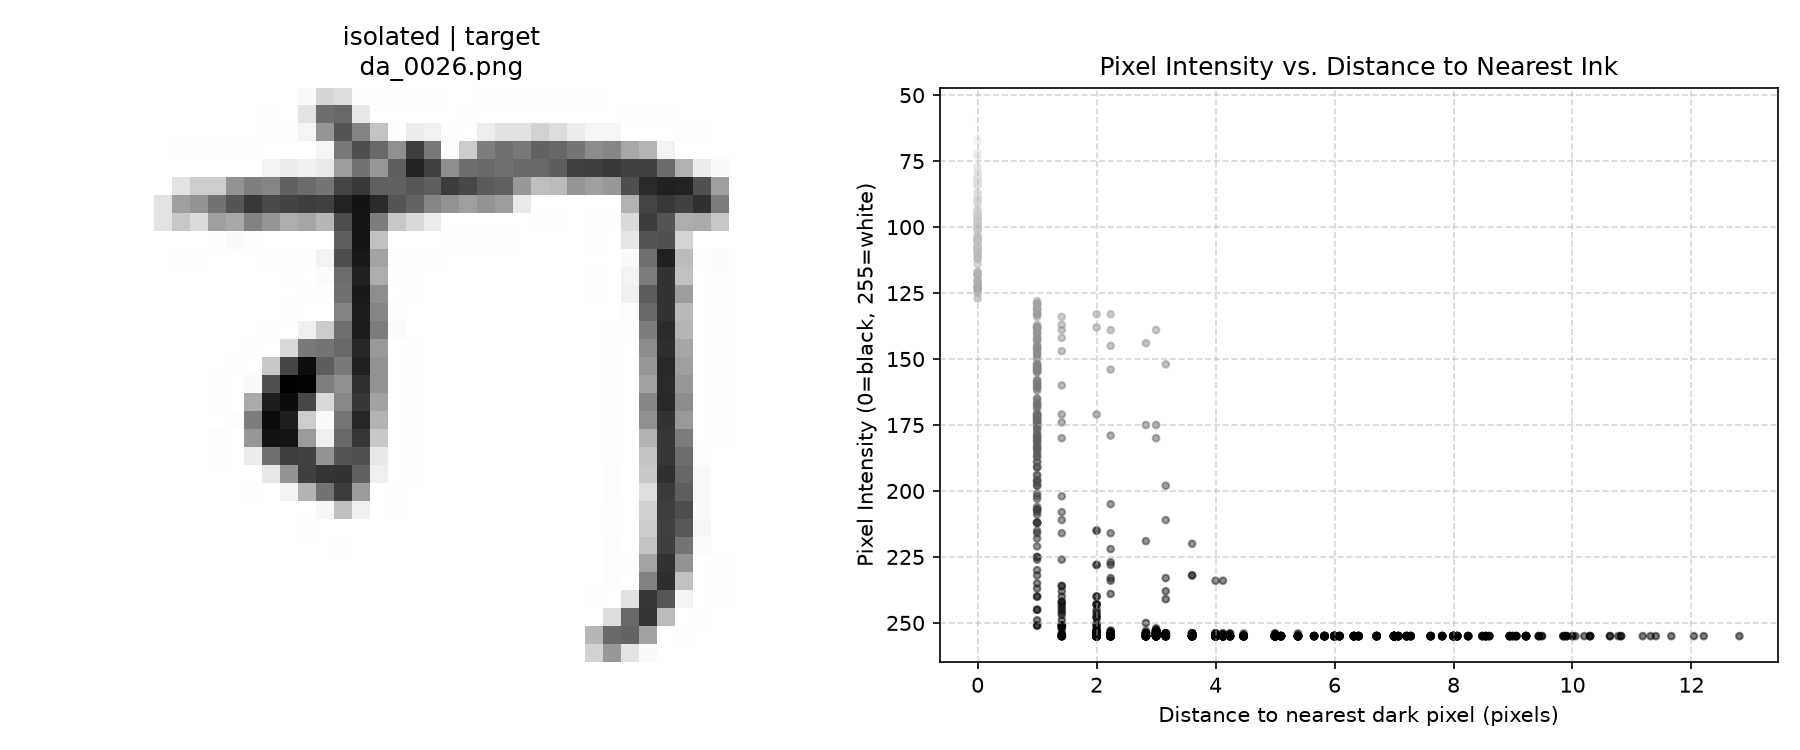 isolated | target
da_0026.png
Pixel Intensity vs. Distance to Nearest Ink
Pixel Intensity (0=black, 255=white)
50
75
100
125
150
175
200
225
250
0 2 4 6 8 10 12
Distance to nearest dark pixel (pixels)